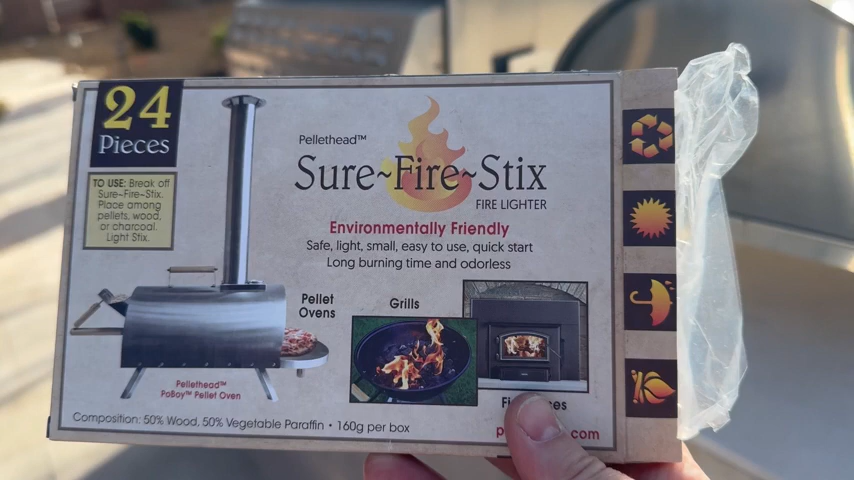 24
Pieces
TO USE: Break off
Sure-Fire-Stix.
Place among
pellets, wood,
or charcoal.
Light Stix.
Pellethead™
Sure~Fire~Stix
FIRE LIGHTER
Environmentally Friendly
Safe, light, small, easy to use, quick start
Long burning time and odorless
Pellet
Ovens
Grills
Pellethead™
PoBoy™ Pellet Oven
Composition: 50% Wood, 50% Vegetable Paraffin • 160g per box
.com